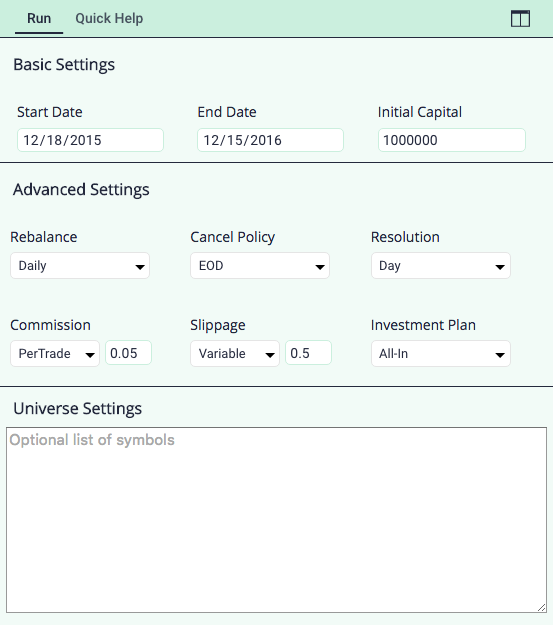 Run Quick Help
Basic Settings
Start Date End Date Initial Capital
12/18/2015 12/15/2016 1000000
Advanced Settings
Rebalance Cancel Policy Resolution
Daily EOD Day
Commission Slippage Investment Plan
PerTrade 0.05 Variable 0.5 All-In
Universe Settings
Optional list of symbols